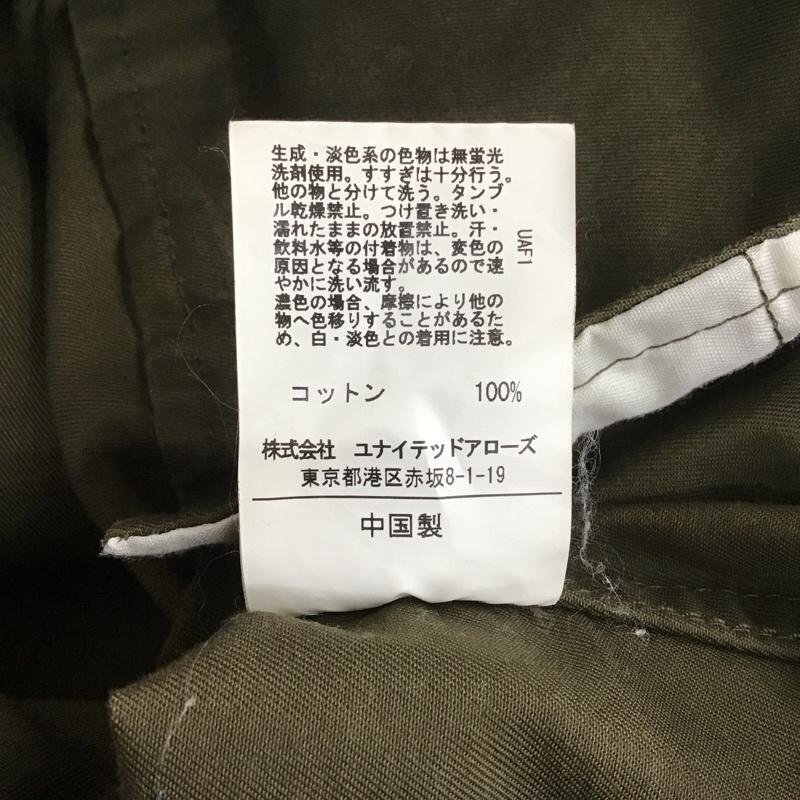 生成・淡色系の色物は無蛍光
洗剤使用。すすぎは十分行う。
他の物と分けて洗う。タンブ
ル乾燥禁止。つけ置き洗い・
濡れたままの放置禁止。汗・
飲料水等の付着物は、変色の
原因となる場合があるので速
やかに洗い流す。
濃色の場合、摩擦により他の
物へ色移りすることがあるた
め、白・淡色との着用に注意。
UAF1
コットン 100%
株式会社 ユナイテッドアローズ
東京都港区赤坂8-1-19
中国製